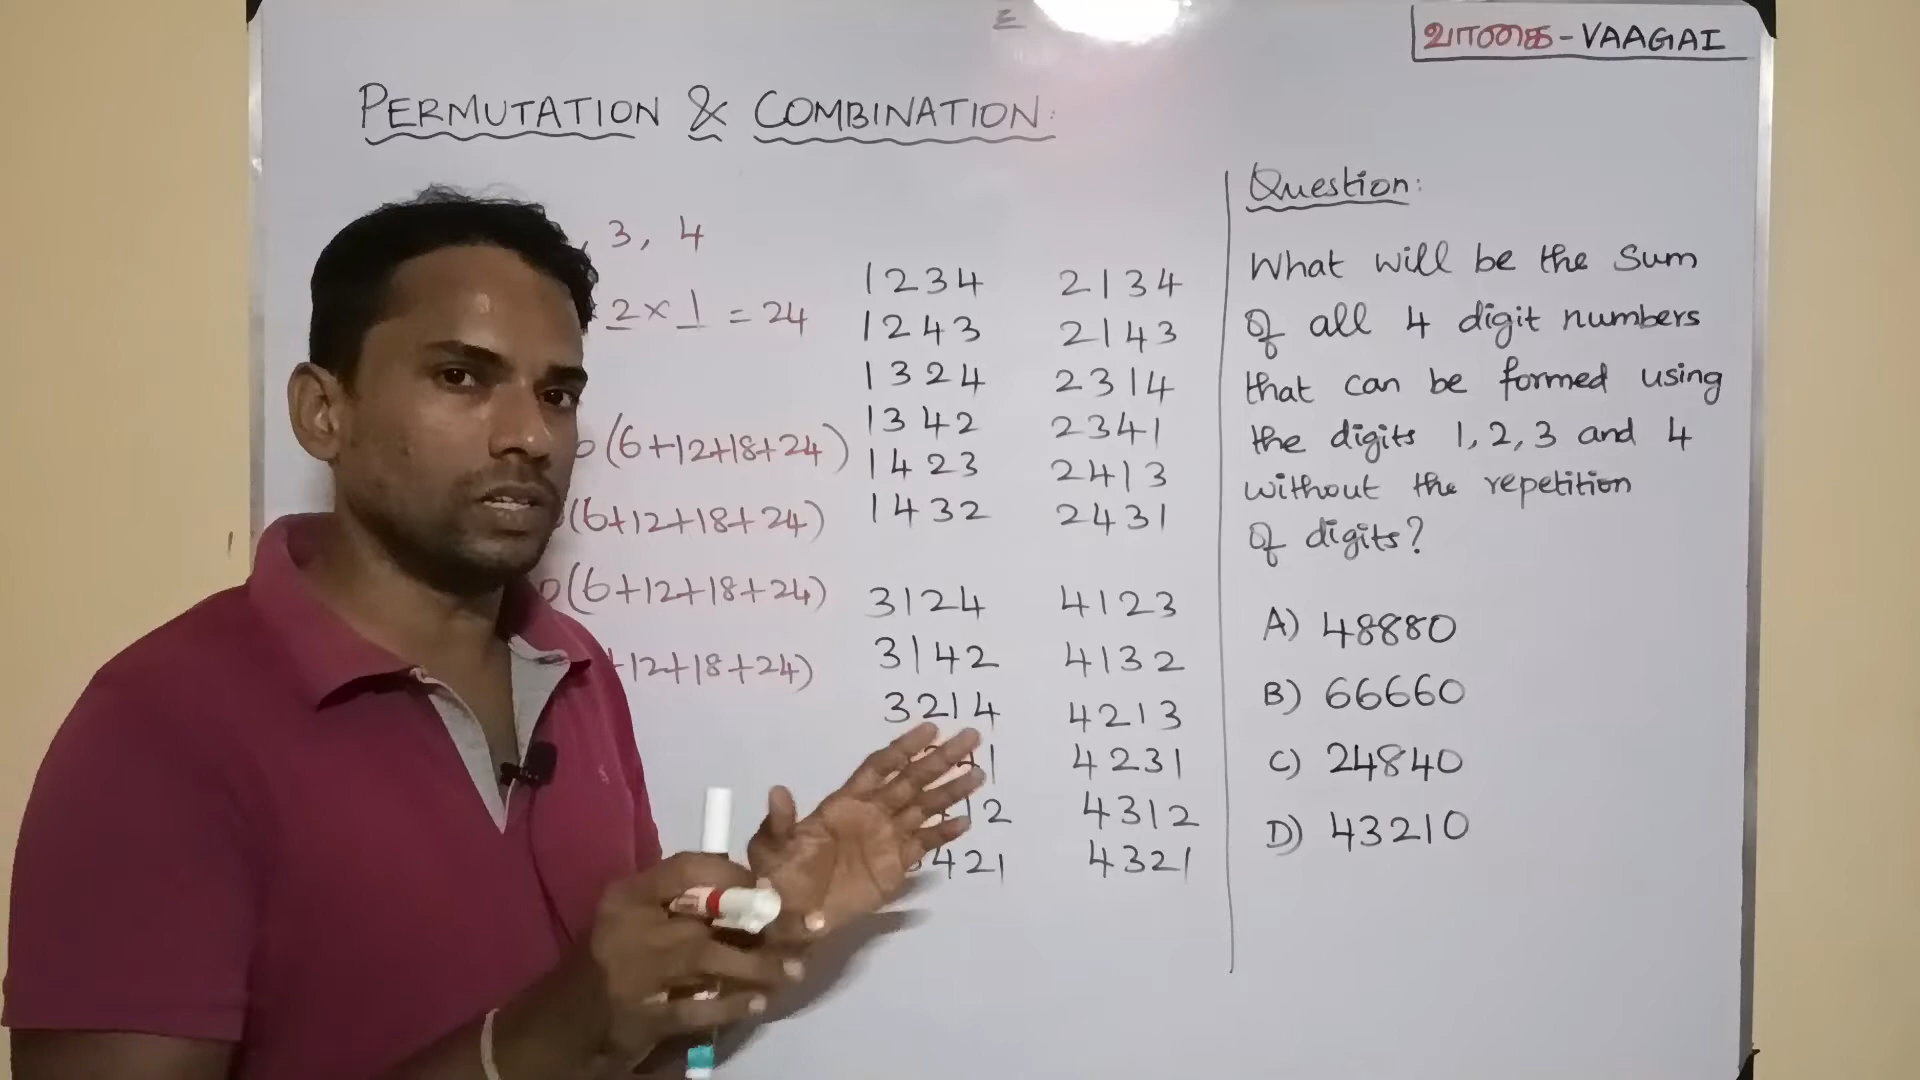 வாகை - VAAGAI
PERMUTATION & COMBINATION:
, 3, 4
2 × 1 = 24
(6+12+18+24)
(6+12+18+24)
(6+12+18+24)
+12+18+24)
1234
1243
1324
1342
1423
1432
2134
2143
2314
2341
2413
2431
3124
3142
3214
421
4123
4132
4213
4231
4312
4321
Question:
What will be the Sum
Of all 4 digit numbers
that can be formed using
the digits 1, 2, 3 and 4
without the repetition
Of digits?
A) 48880
B) 66660
C) 24840
D) 43210